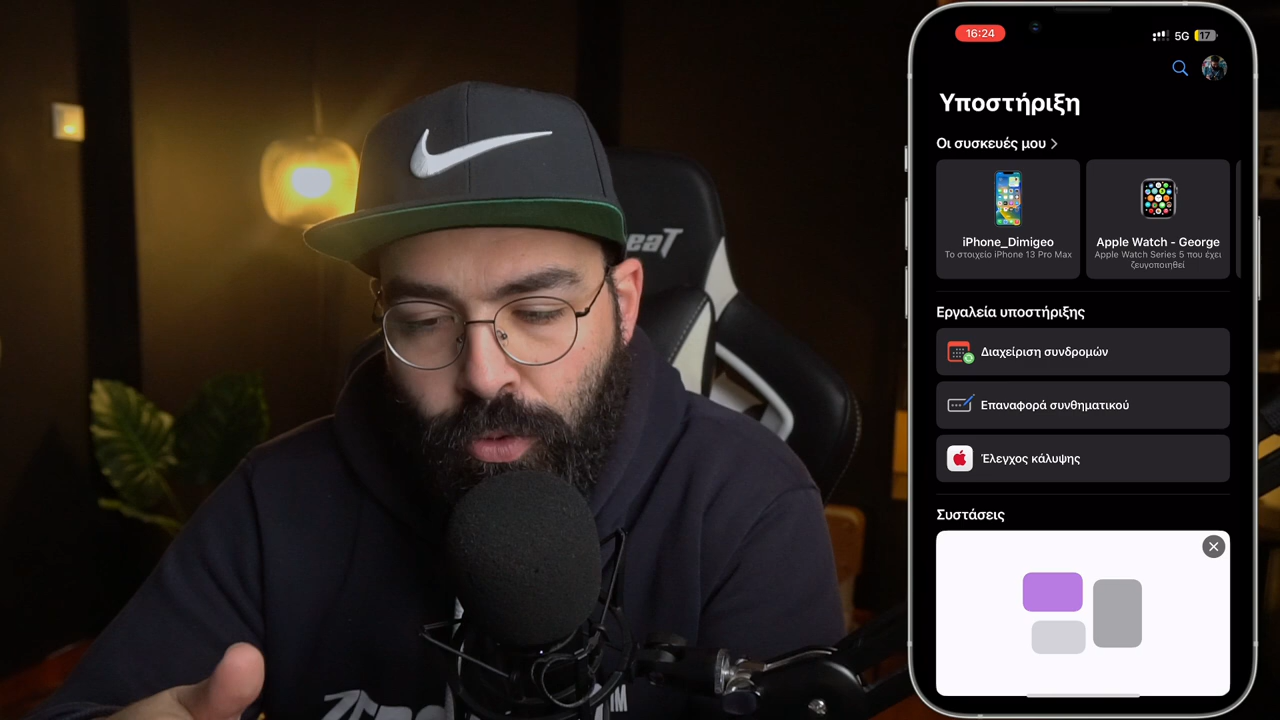 16:24
5G
17
Υποστήριξη
Οι συσκευές μου
iPhone_Dimigeo
Το στοιχείο iPhone 13 Pro Max
Apple Watch - George
Apple Watch Series 5 που έχει
ζευγοποιηθεί
Εργαλεία υποστήριξης
Διαχείριση συνδρομών
Επαναφορά συνθηματικού
Έλεγχος κάλυψης
Συστάσεις